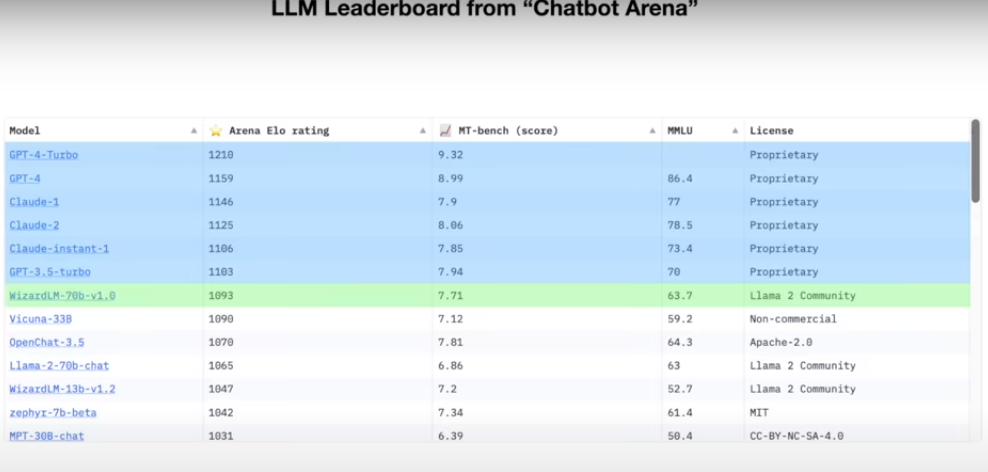 LLM Leaderboard from “Chatbot Arena”
Model ⭐ Arena Elo rating 📈 MT-bench (score) MMLU License
GPT-4-Turbo 1210 9.32 Proprietary
GPT-4 1159 8.99 86.4 Proprietary
Claude-1 1146 7.9 77 Proprietary
Claude-2 1125 8.06 78.5 Proprietary
Claude-instant-1 1106 7.85 73.4 Proprietary
GPT-3.5-turbo 1103 7.94 70 Proprietary
WizardLM-70b-v1.0 1093 7.71 63.7 Llama 2 Community
Vicuna-33B 1090 7.12 59.2 Non-commercial
OpenChat-3.5 1070 7.81 64.3 Apache-2.0
Llama-2-70b-chat 1065 6.86 63 Llama 2 Community
WizardLM-13b-v1.2 1047 7.2 52.7 Llama 2 Community
zephyr-7b-beta 1042 7.34 61.4 MIT
MPT-30B-chat 1031 6.39 50.4 CC-BY-NC-SA-4.0